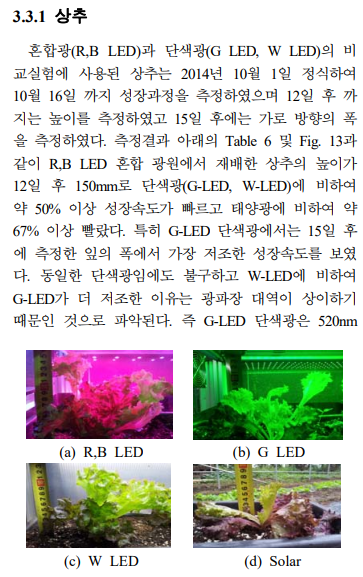 3.3.1 상추
혼합광(R,B LED)과 단색광(G LED, W LED)의 비
교실험에 사용된 상추는 2014년 10월 1일 정식하여
10월 16일 까지 성장과정을 측정하였으며 12일 후 까
지는 높이를 측정하였고 15일 후에는 가로 방향의 폭
을 측정하였다. 측정결과 아래의 Table 6 및 Fig. 13과
같이 R,B LED 혼합 광원에서 재배한 상추의 높이가
12일 후 150mm로 단색광(G-LED, W-LED)에 비하여
약 50% 이상 성장속도가 빠르고 태양광에 비하여 약
67% 이상 빨랐다. 특히 G-LED 단색광에서는 15일 후
에 측정한 잎의 폭에서 가장 저조한 성장속도를 보였
다. 동일한 단색광임에도 불구하고 W-LED에 비하여
G-LED가 더 저조한 이유는 광파장 대역이 상이하기
때문인 것으로 파악된다. 즉 G-LED 단색광은 520nm
(a) R,B LED
(b) G LED
(c) W LED
(d) Solar